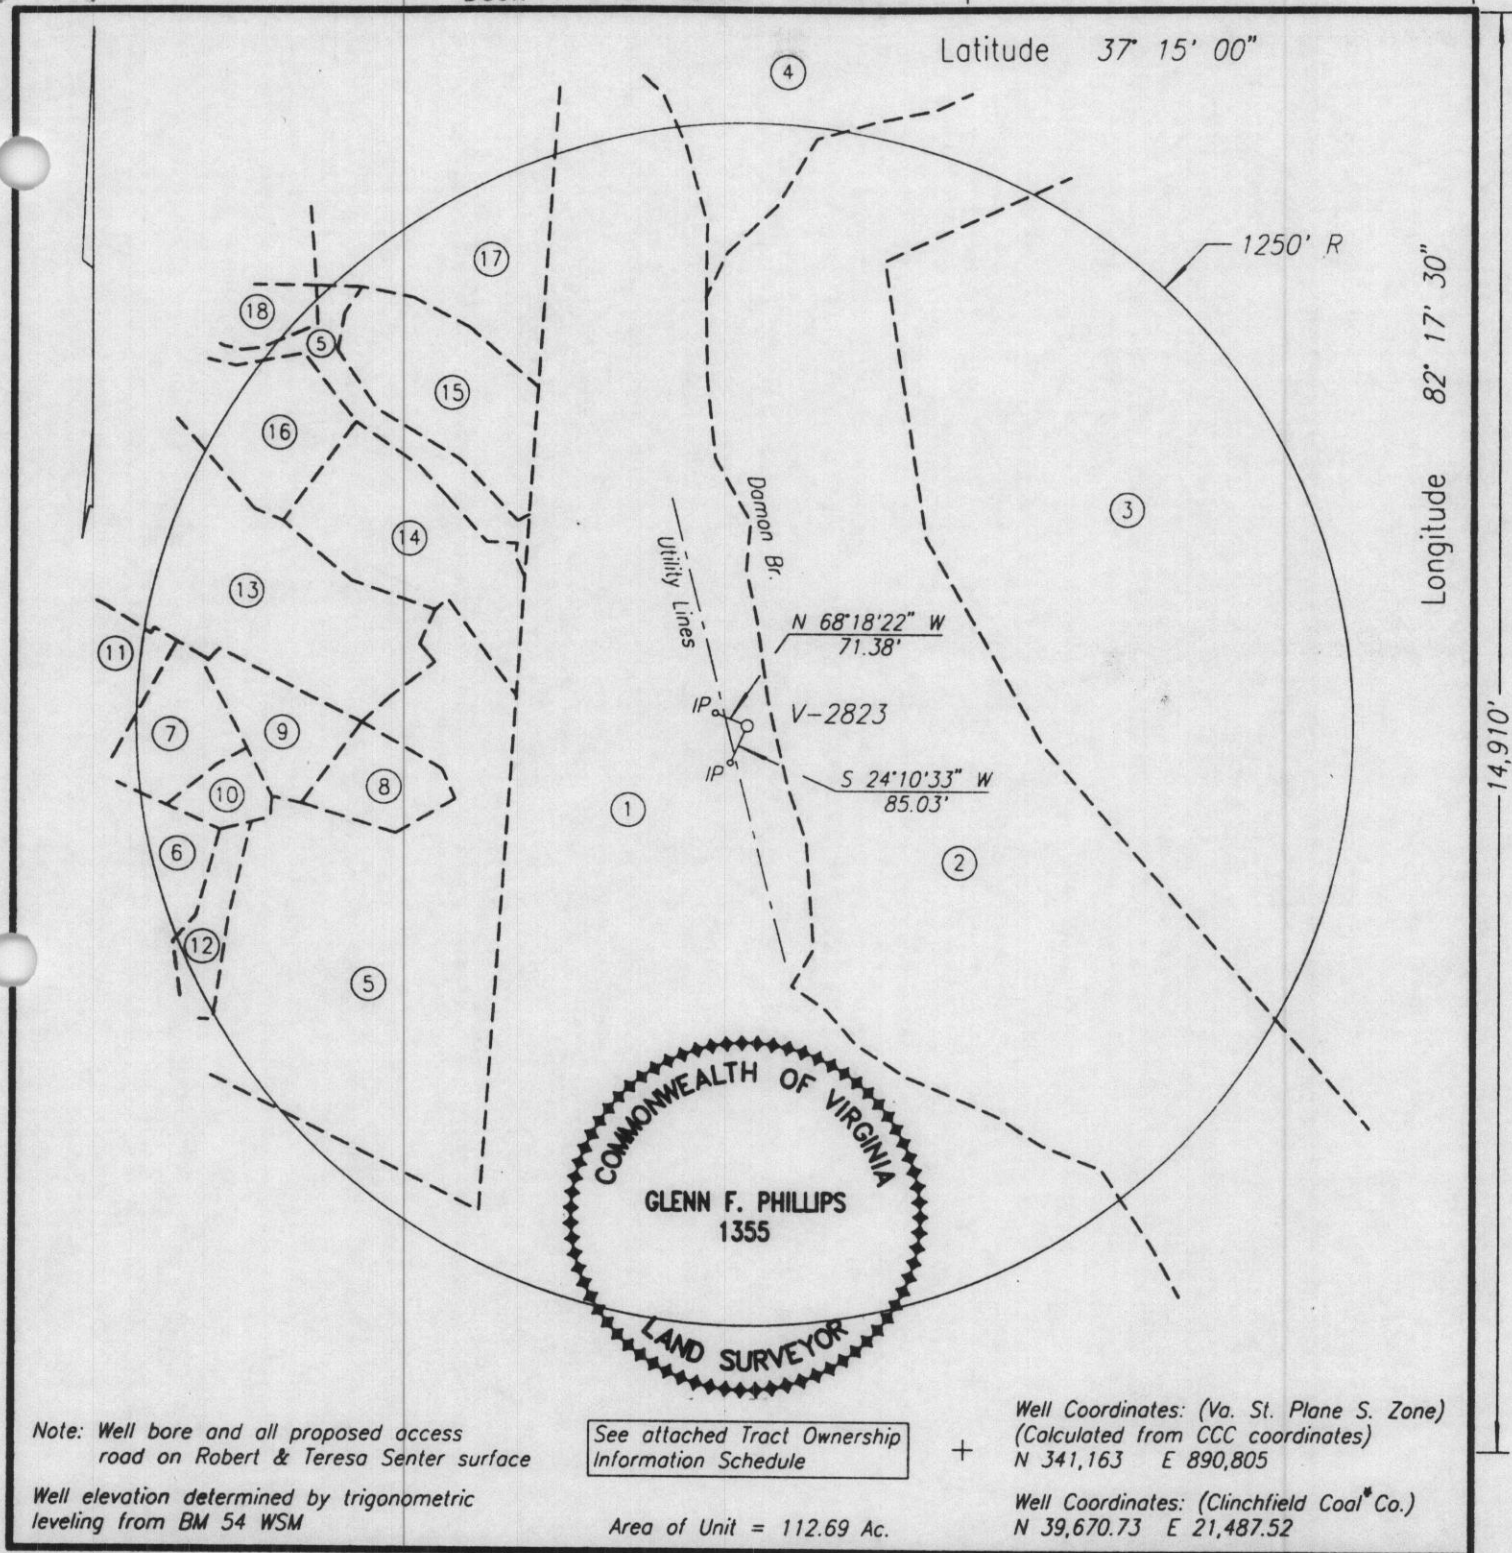 Latitude 37° 15' 00"
4
1250' R
17
Longitude 82° 17' 30"
18
5
15
16
3
Damon Br.
14
Utility Lines
13
N 68°18'22" W
71.38'
11
IP
V-2823
7
9
14,910'
IP
S 24°10'33" W
85.03'
8
10
1
6
2
12
5
COMMONWEALTH OF VIRGINIA
GLENN F. PHILLIPS
1355
LAND SURVEYOR
Note: Well bore and all proposed access
road on Robert & Teresa Senter surface
Well elevation determined by trigonometric
leveling from BM 54 WSM
See attached Tract Ownership
Information Schedule
Area of Unit = 112.69 Ac.
+
Well Coordinates: (Va. St. Plane S. Zone)
(Calculated from CCC coordinates)
N 341,163 E 890,805
Well Coordinates: (Clinchfield Coal Co.)
N 39,670.73 E 21,487.52